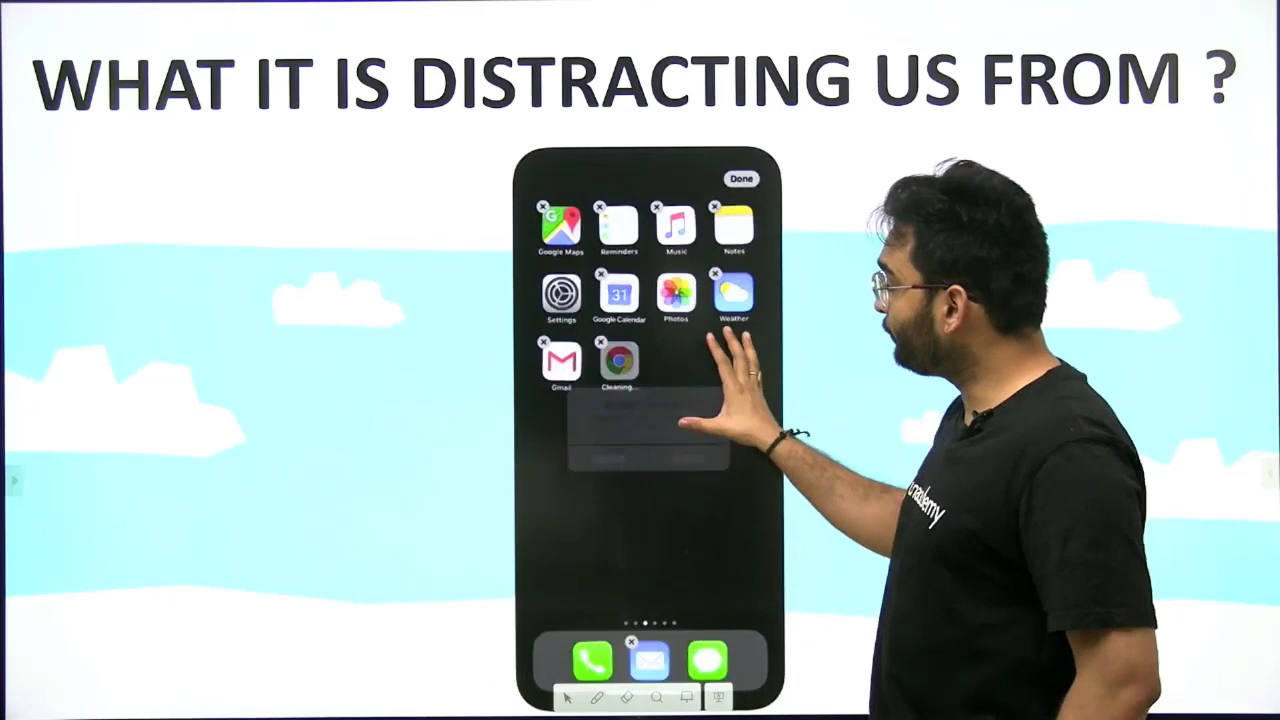 WHAT IT IS DISTRACTING US FROM ?
Done
Google Maps Reminders Music Notes
31
Settings Google Calendar Photos Weather
Gmail Cleaning...
unacademy